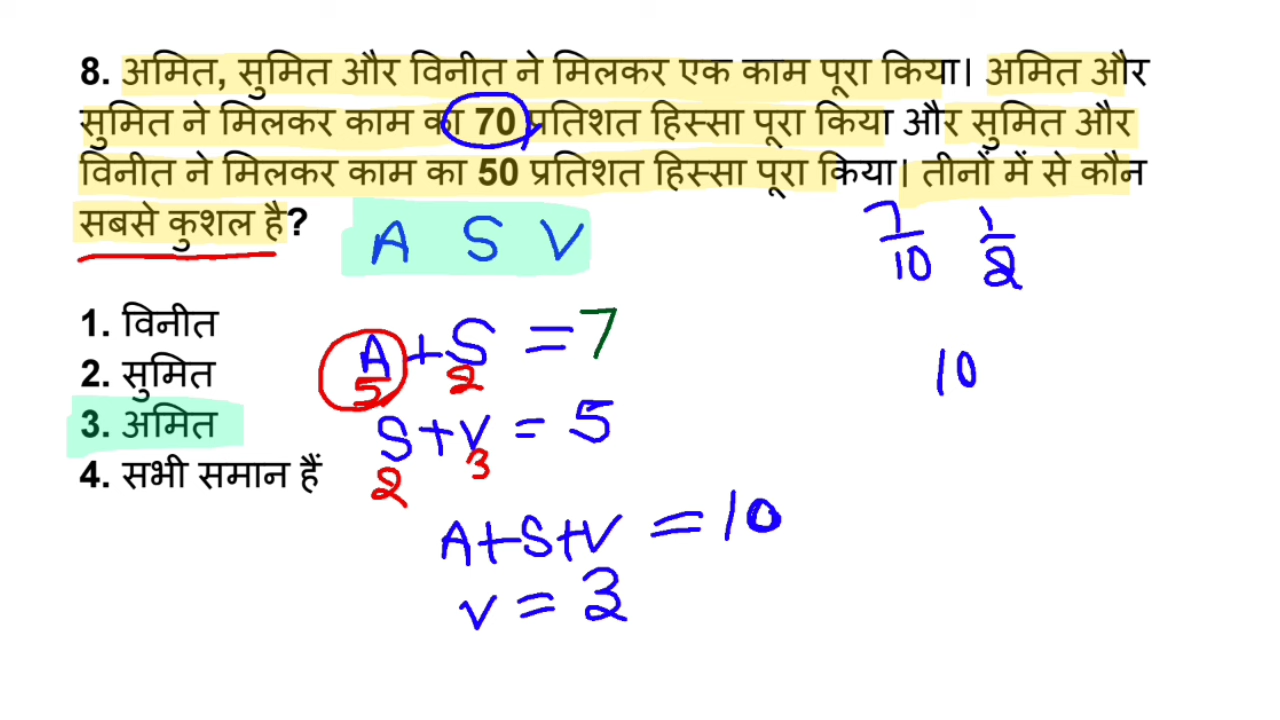 8. अमित, सुमित और विनीत ने मिलकर एक काम पूरा किया। अमित और
सुमित ने मिलकर काम का 70 प्रतिशत हिस्सा पूरा किया और सुमित और
विनीत ने मिलकर काम का 50 प्रतिशत हिस्सा पूरा किया। तीनों में से कौन
सबसे कुशल है?
A S V
7/10 1/2
1. विनीत
2. सुमित
3. अमित
4. सभी समान हैं
A + S = 7
5 2
10
S + V = 5
2 3
A+S+V = 10
V = 3